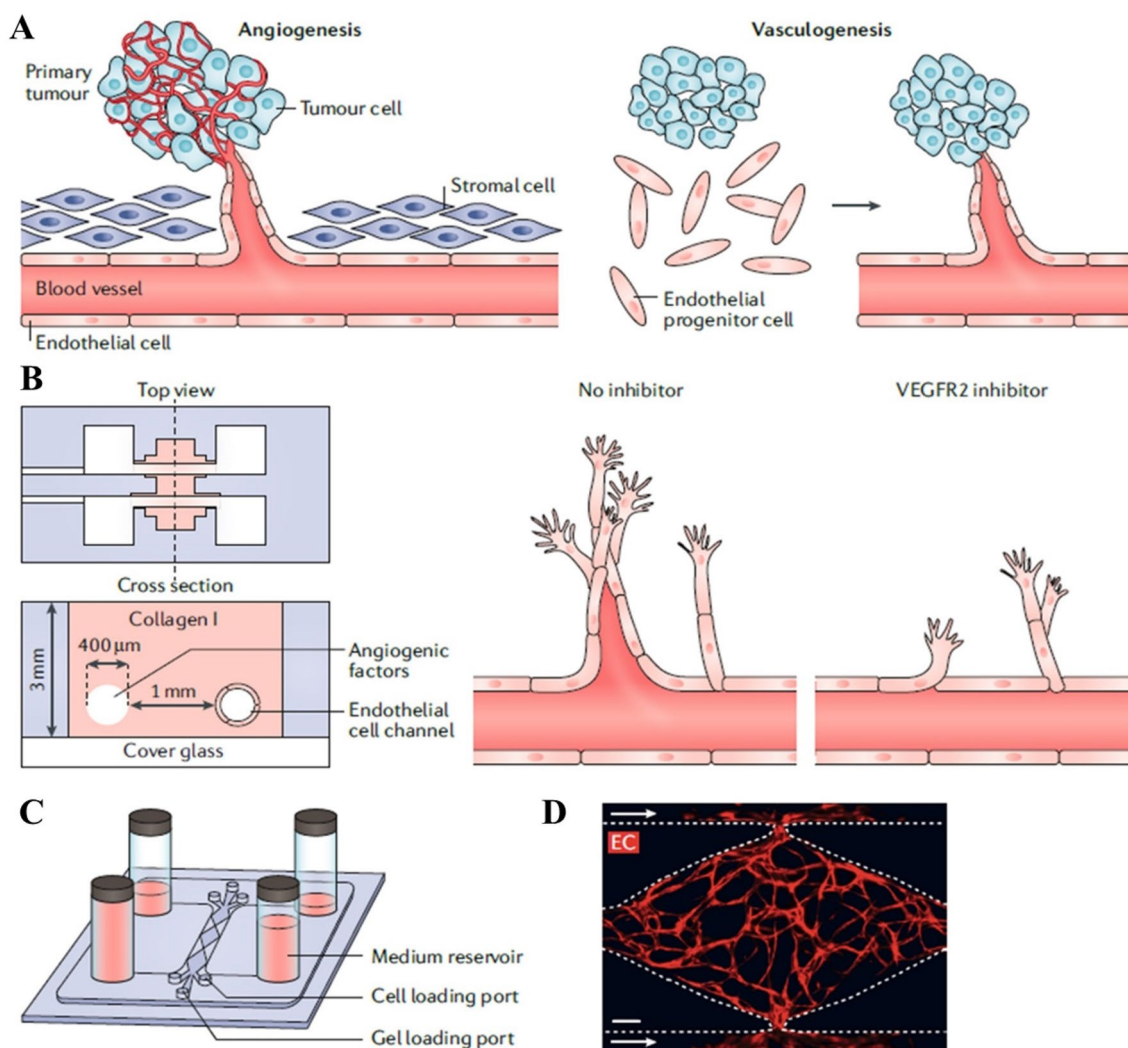 A
Angiogenesis
Vasculogenesis
Primary
tumour
Tumour cell
Stromal cell
Blood vessel
Endothelial cell
Endothelial
progenitor cell
B
Top view
Cross section
Collagen I
400 μm
3 mm
1 mm
Angiogenic
factors
Endothelial
cell channel
Cover glass
No inhibitor
VEGFR2 inhibitor
C
Medium reservoir
Cell loading port
Gel loading port
D
EC